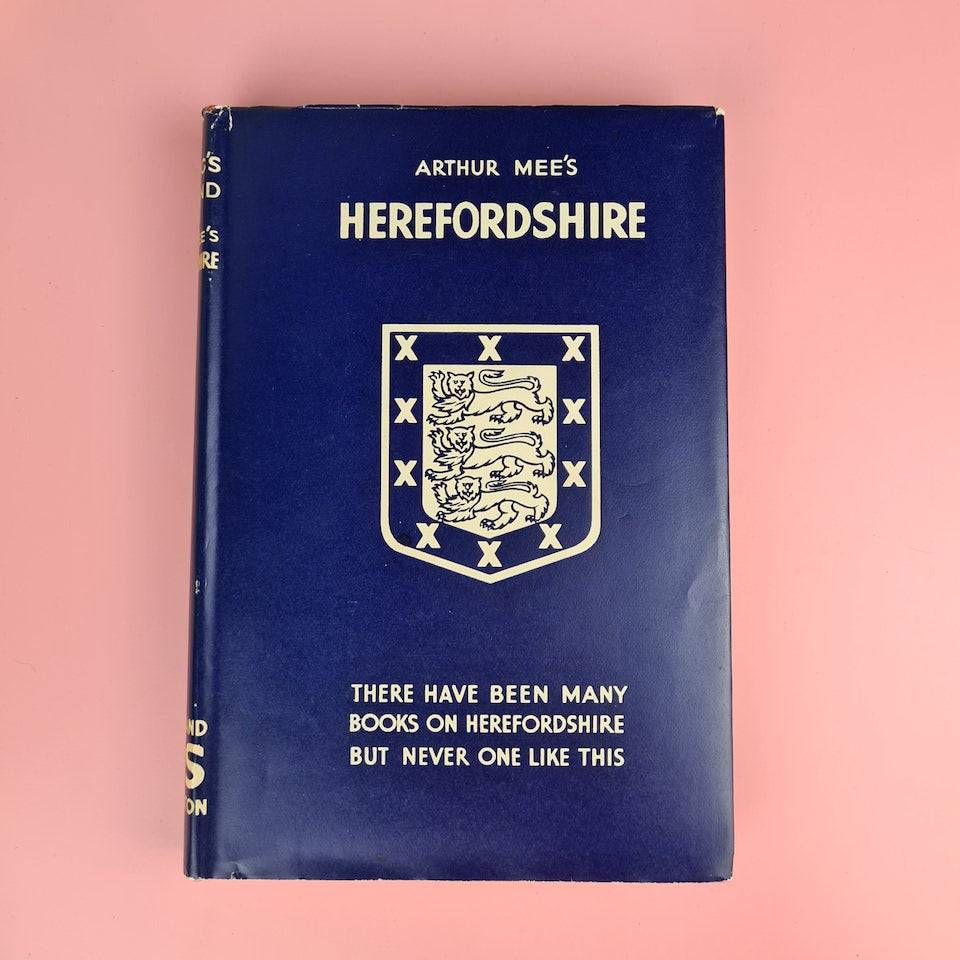 ARTHUR MEE'S
HEREFORDSHIRE
X X X
X X
X X
X X
X
THERE HAVE BEEN MANY
BOOKS ON HEREFORDSHIRE
BUT NEVER ONE LIKE THIS